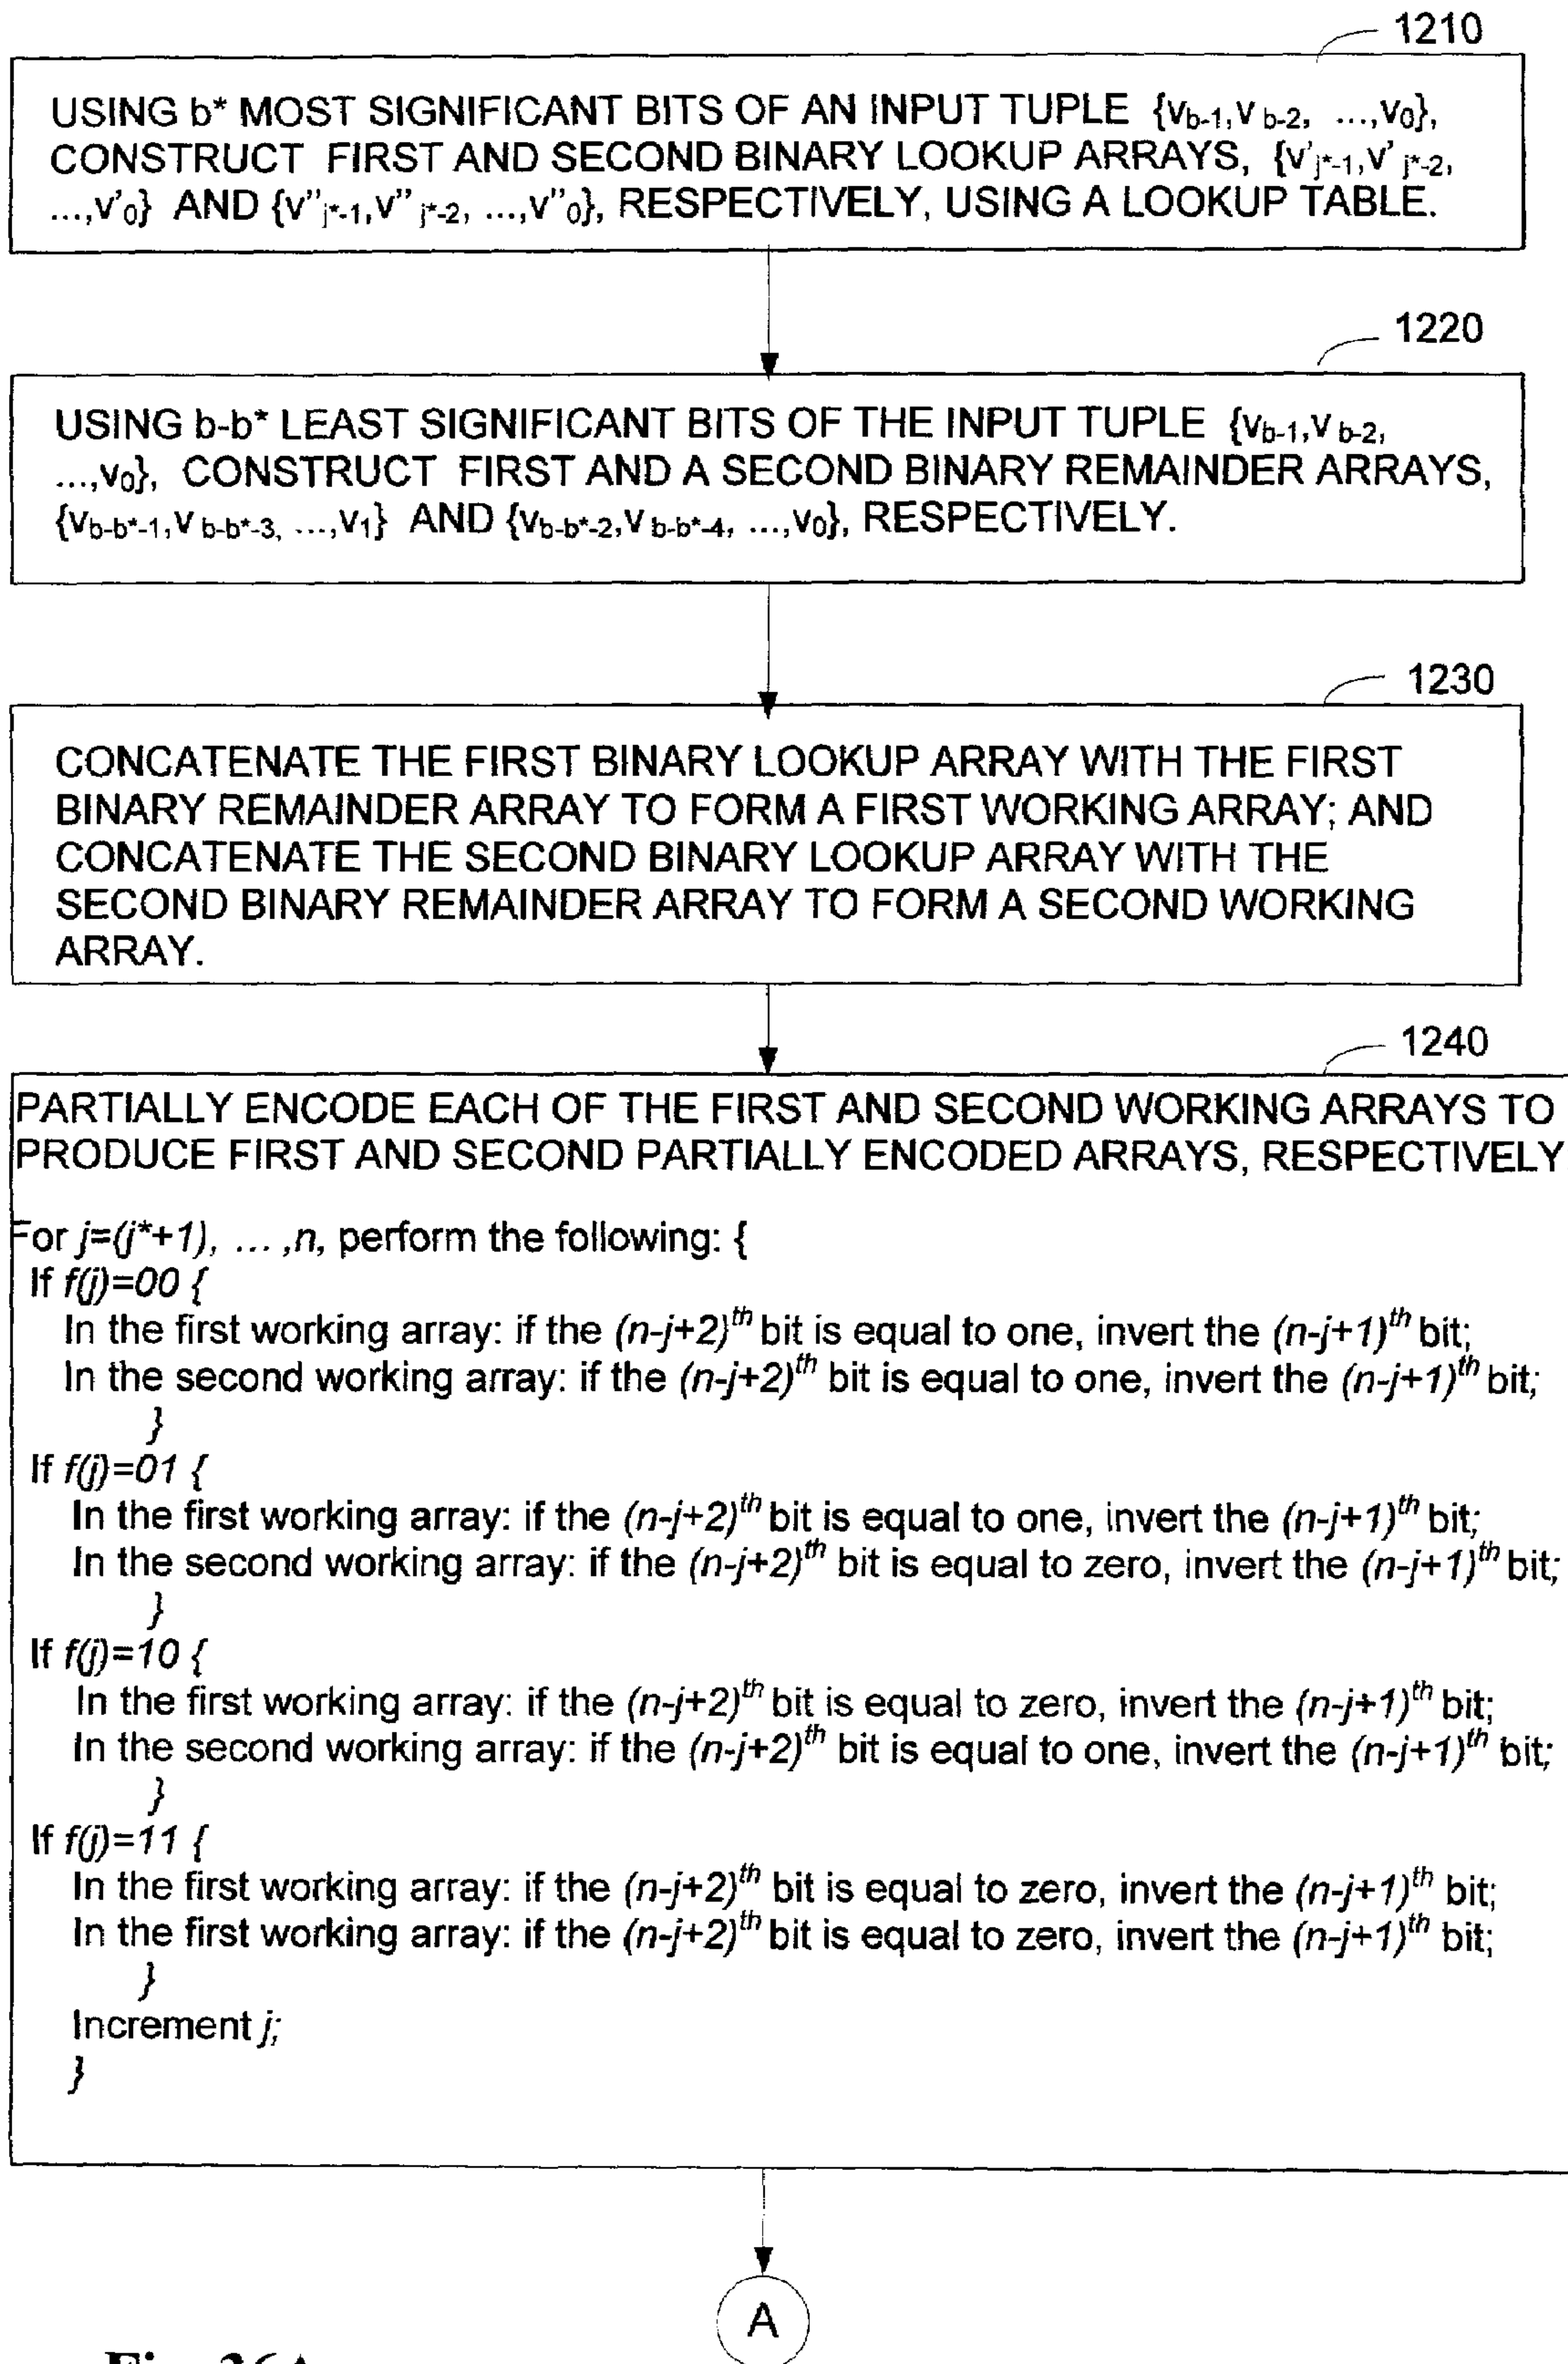 1210
USING b* MOST SIGNIFICANT BITS OF AN INPUT TUPLE {v_{b-1},v_{b-2}, ...,v_0},
CONSTRUCT FIRST AND SECOND BINARY LOOKUP ARRAYS, {v'_{j*-1},v'_{j*-2},
...,v'_0} AND {v"_{j*-1},v"_{j*-2}, ...,v"_0}, RESPECTIVELY, USING A LOOKUP TABLE.
1220
USING b-b* LEAST SIGNIFICANT BITS OF THE INPUT TUPLE {v_{b-1},v_{b-2},
...,v_0}, CONSTRUCT FIRST AND A SECOND BINARY REMAINDER ARRAYS,
{v_{b-b*-1},v_{b-b*-3}, ...,v_1} AND {v_{b-b*-2},v_{b-b*-4}, ...,v_0}, RESPECTIVELY.
1230
CONCATENATE THE FIRST BINARY LOOKUP ARRAY WITH THE FIRST
BINARY REMAINDER ARRAY TO FORM A FIRST WORKING ARRAY; AND
CONCATENATE THE SECOND BINARY LOOKUP ARRAY WITH THE
SECOND BINARY REMAINDER ARRAY TO FORM A SECOND WORKING
ARRAY.
1240
PARTIALLY ENCODE EACH OF THE FIRST AND SECOND WORKING ARRAYS TO
PRODUCE FIRST AND SECOND PARTIALLY ENCODED ARRAYS, RESPECTIVELY
For j=(j*+1), ... ,n, perform the following: {
If f(j)=00 {
In the first working array: if the (n-j+2)^{th} bit is equal to one, invert the (n-j+1)^{th} bit;
In the second working array: if the (n-j+2)^{th} bit is equal to one, invert the (n-j+1)^{th} bit;
}
If f(j)=01 {
In the first working array: if the (n-j+2)^{th} bit is equal to one, invert the (n-j+1)^{th} bit;
In the second working array: if the (n-j+2)^{th} bit is equal to zero, invert the (n-j+1)^{th} bit;
}
If f(j)=10 {
In the first working array: if the (n-j+2)^{th} bit is equal to zero, invert the (n-j+1)^{th} bit;
In the second working array: if the (n-j+2)^{th} bit is equal to one, invert the (n-j+1)^{th} bit;
}
If f(j)=11 {
In the first working array: if the (n-j+2)^{th} bit is equal to zero, invert the (n-j+1)^{th} bit;
In the first working array: if the (n-j+2)^{th} bit is equal to zero, invert the (n-j+1)^{th} bit;
}
Increment j;
}
A